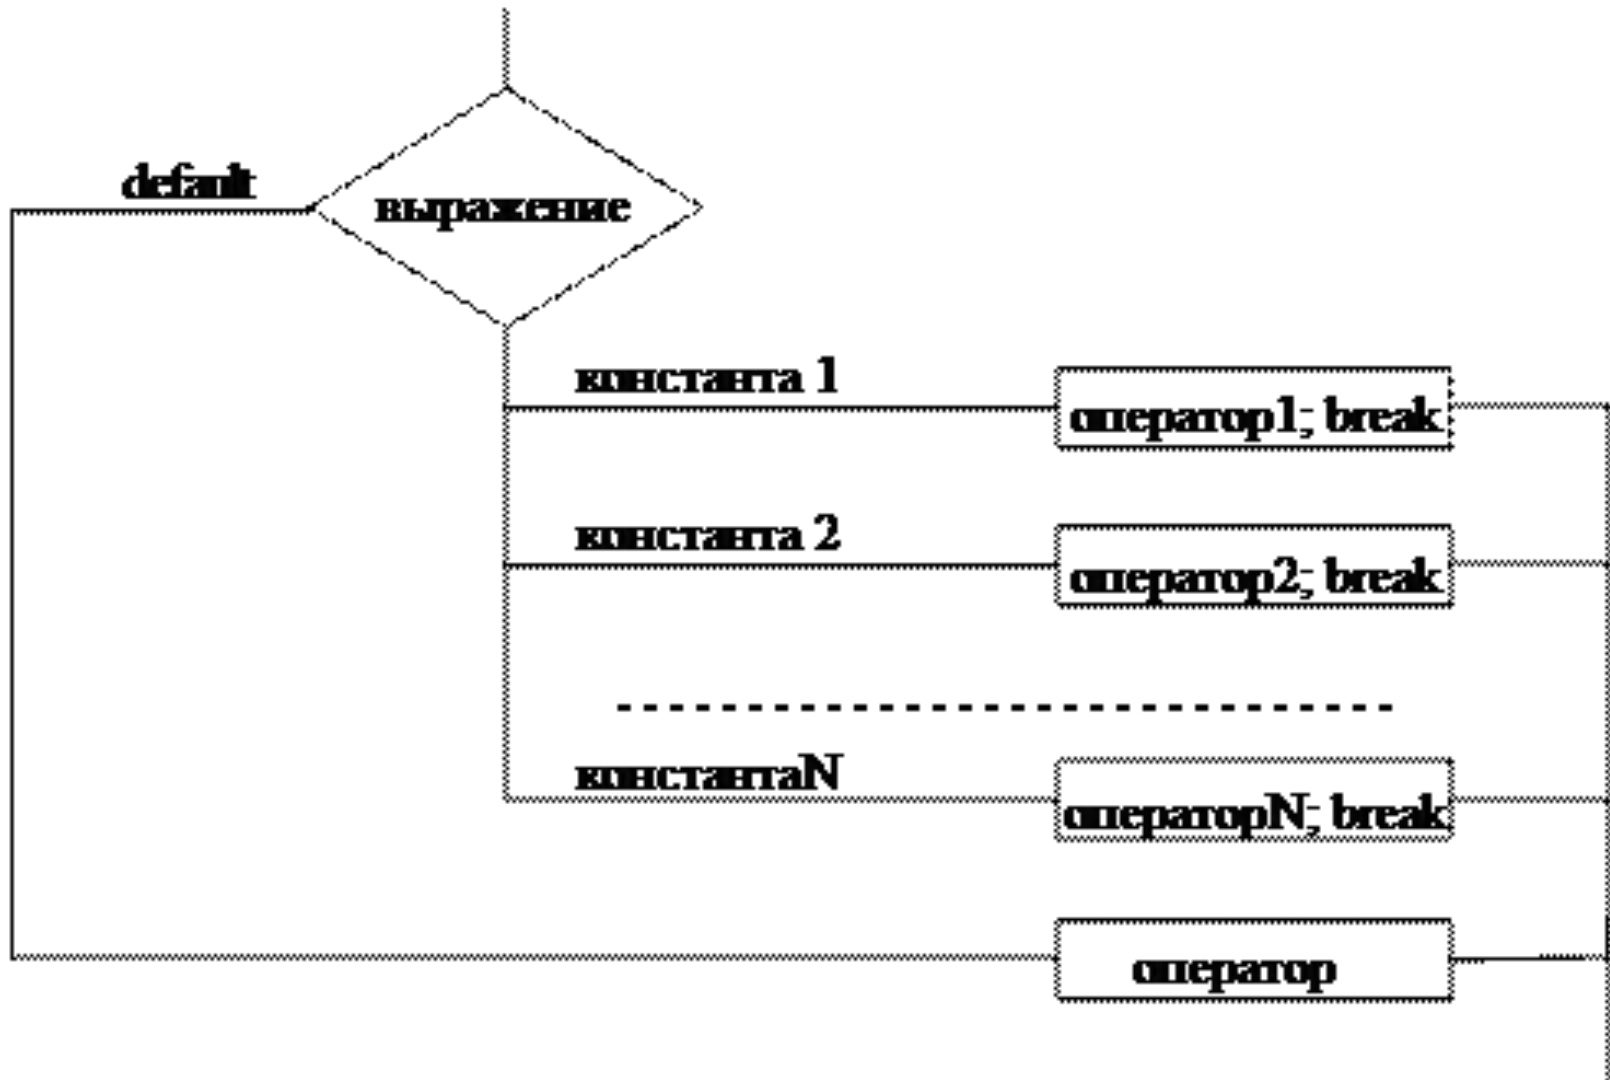 default
выражение
константа 1
оператор1; break
константа 2
оператор2; break
константаN
операторN; break
оператор